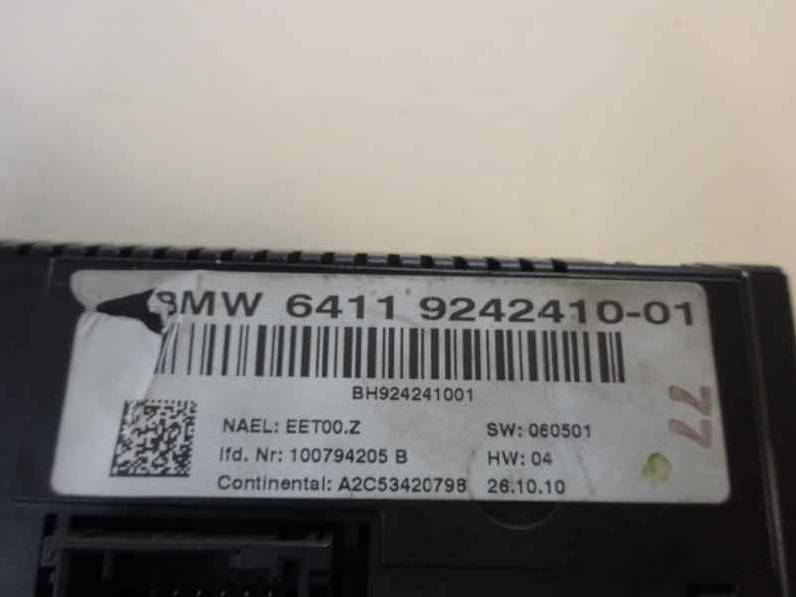 BMW 6411 9242410-01
BH924241001
NAEL: EET00.Z
SW: 060501
lfd. Nr: 100794205 B
HW: 04
Continental: A2C53420798
26.10.10
77